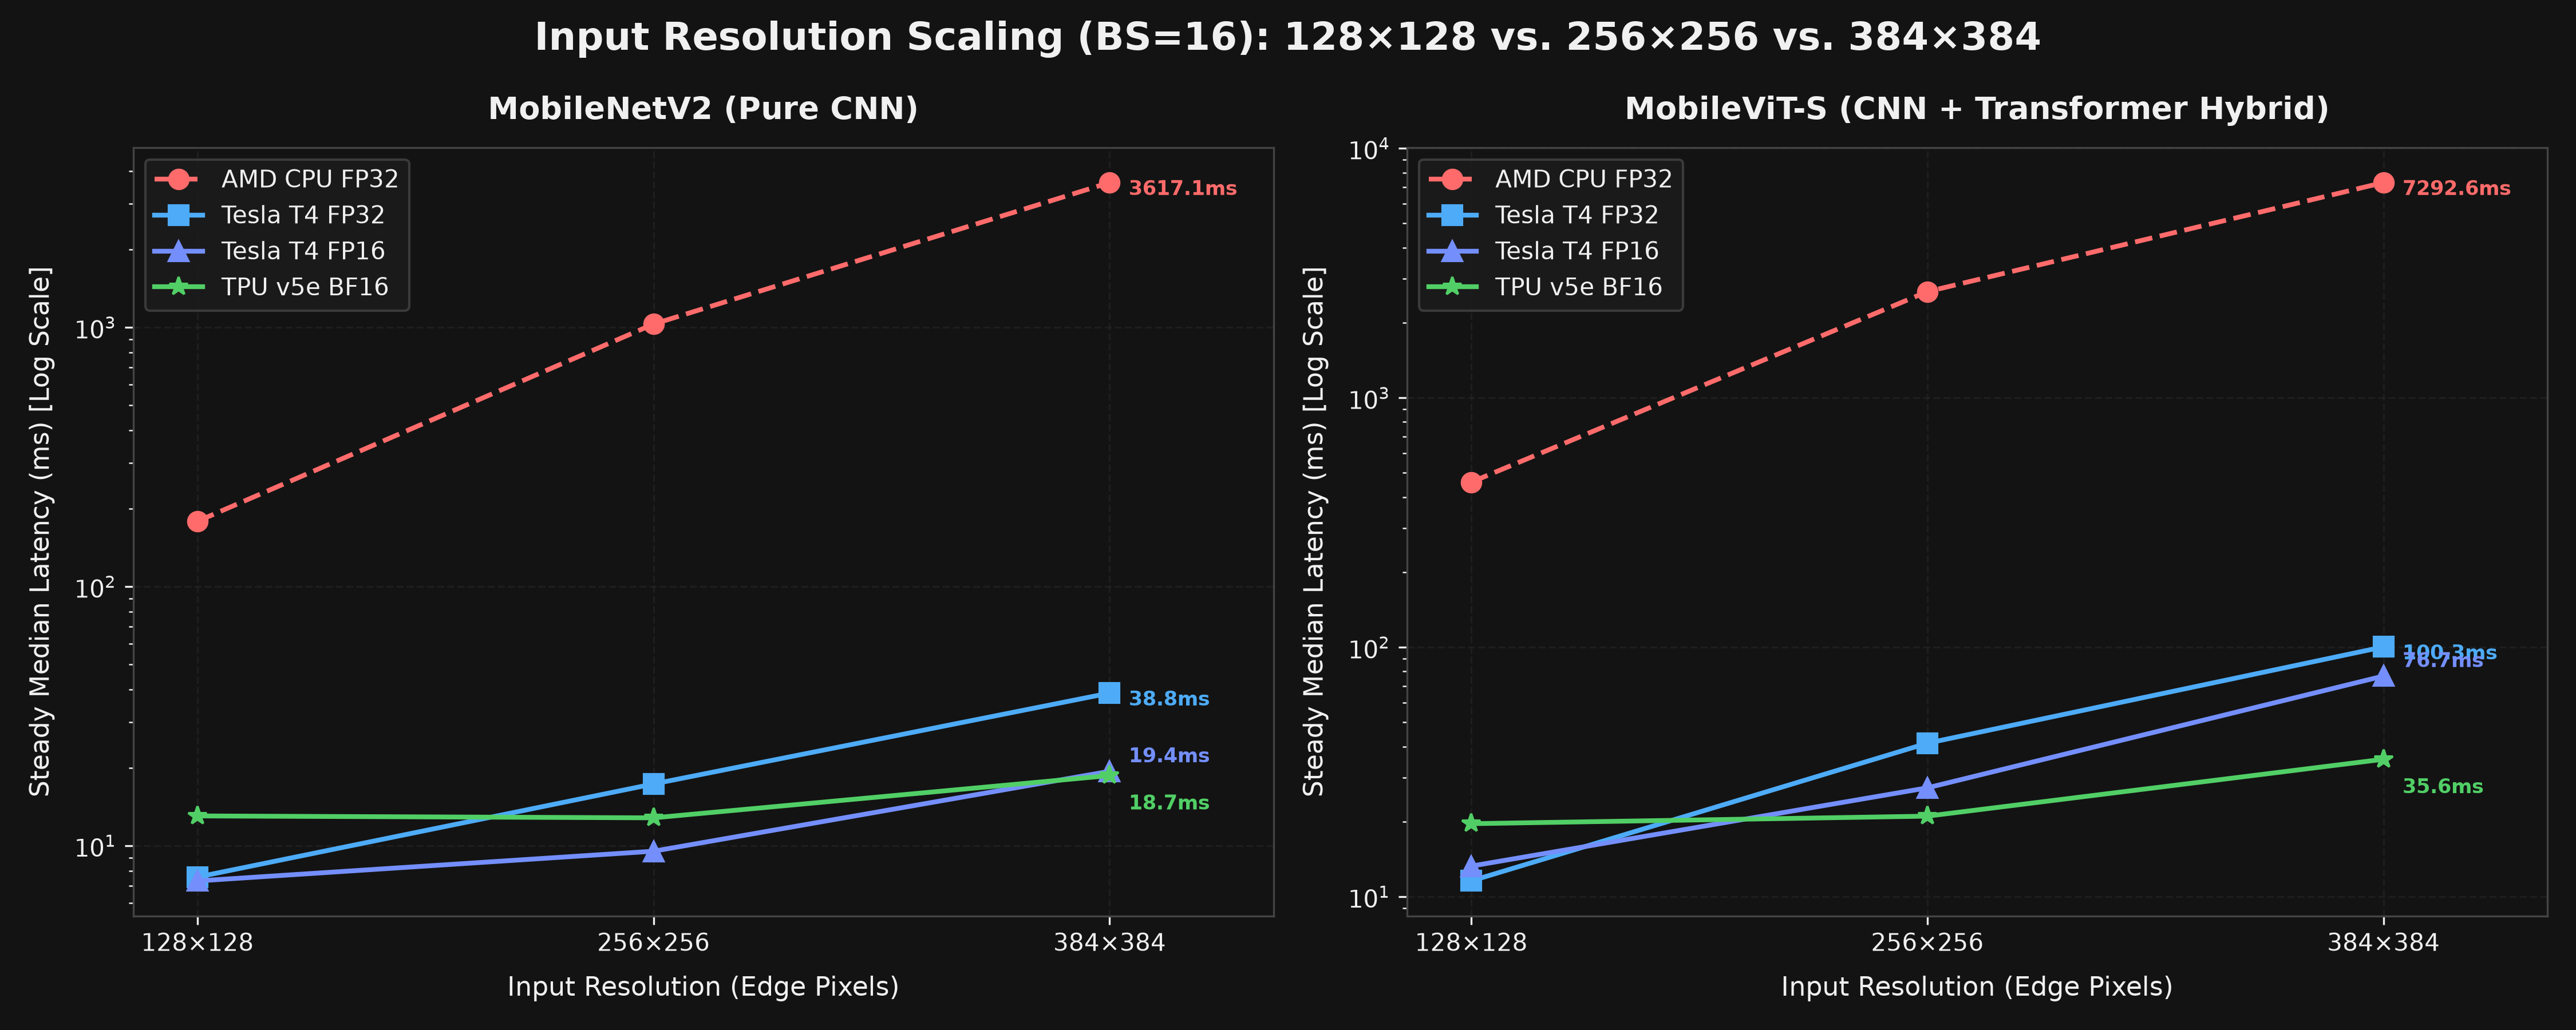 Input Resolution Scaling (BS=16): 128×128 vs. 256×256 vs. 384×384
MobileNetV2 (Pure CNN)
AMD CPU FP32
Tesla T4 FP32
Tesla T4 FP16
TPU v5e BF16
3617.1ms
38.8ms
19.4ms
18.7ms
10³
10²
10¹
Steady Median Latency (ms) [Log Scale]
128×128
256×256
384×384
Input Resolution (Edge Pixels)
MobileViT-S (CNN + Transformer Hybrid)
AMD CPU FP32
Tesla T4 FP32
Tesla T4 FP16
TPU v5e BF16
7292.6ms
100.3ms
76.7ms
35.6ms
10⁴
10³
10²
10¹
Steady Median Latency (ms) [Log Scale]
128×128
256×256
384×384
Input Resolution (Edge Pixels)